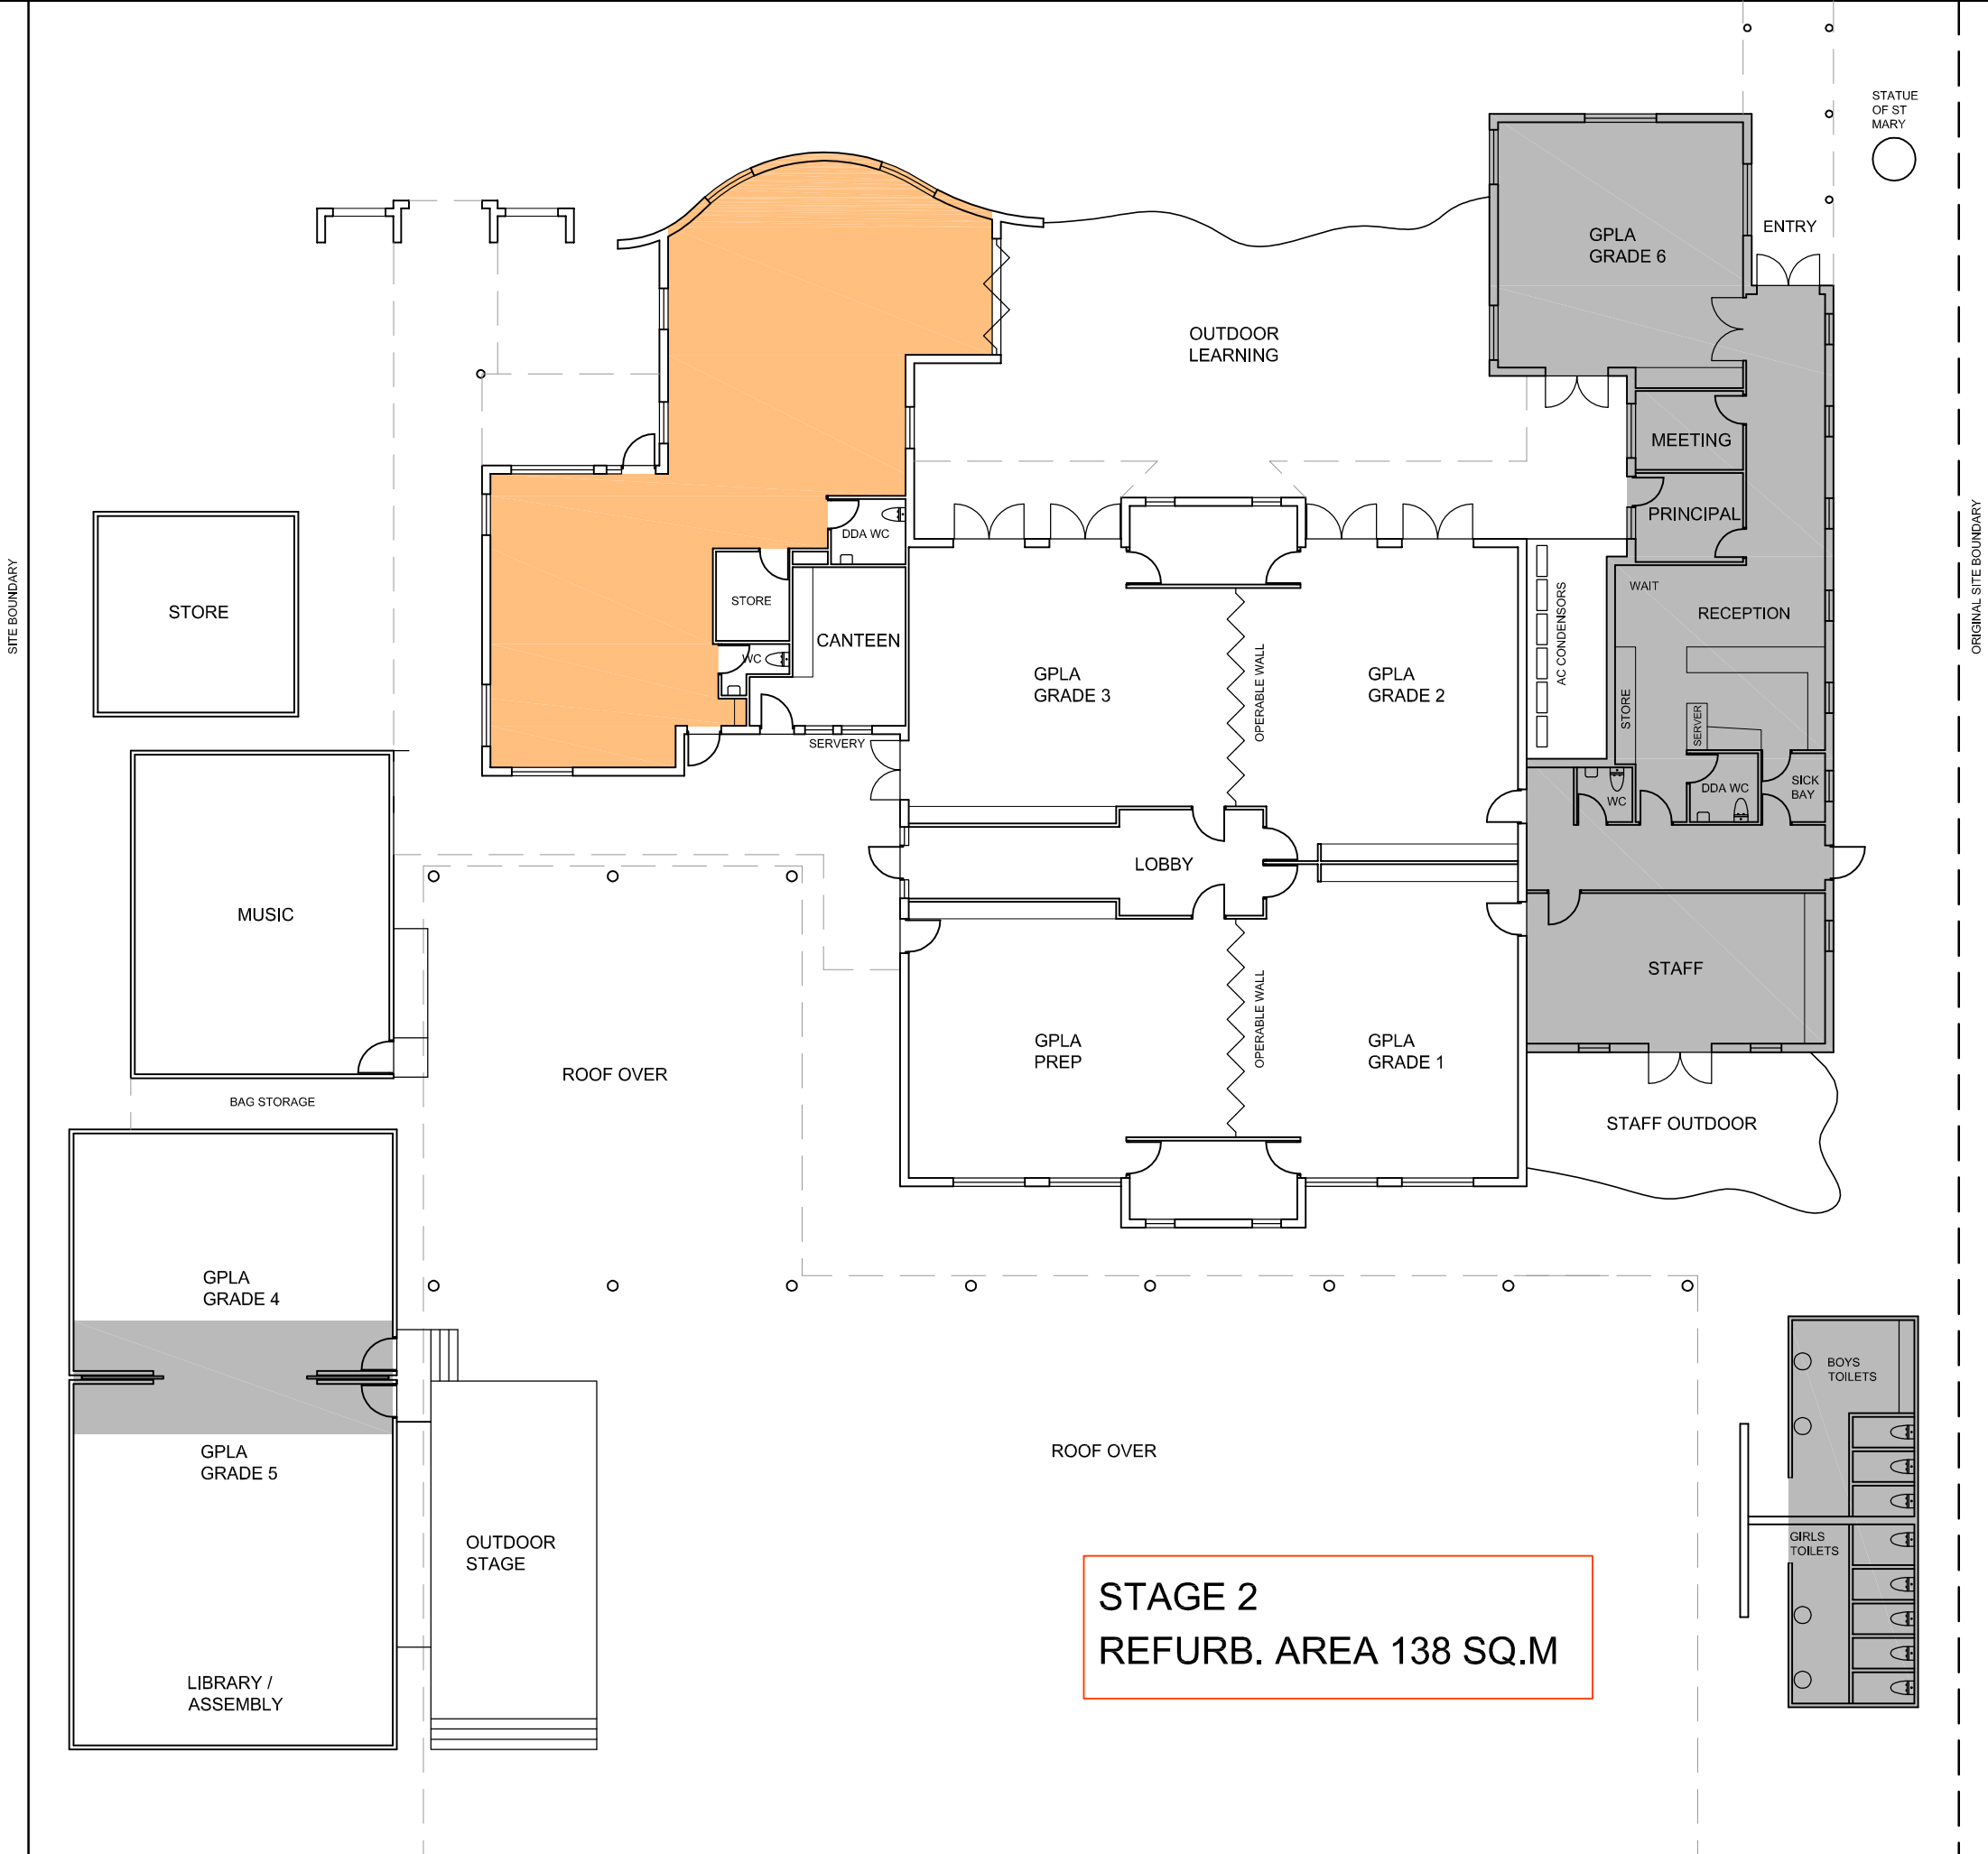 STATUE
OF ST
MARY
ENTRY
GPLA
GRADE 6
OUTDOOR
LEARNING
MEETING
PRINCIPAL
DDA WC
SITE BOUNDARY
ORIGINAL SITE BOUNDARY
STORE
STORE
WAIT
RECEPTION
AC CONDENSORS
CANTEEN
WC
GPLA
GRADE 3
OPERABLE WALL
GPLA
GRADE 2
STORE
SERVER
SERVERY
DDA WC
SICK
BAY
WC
LOBBY
MUSIC
STAFF
GPLA
PREP
OPERABLE WALL
GPLA
GRADE 1
ROOF OVER
BAG STORAGE
STAFF OUTDOOR
GPLA
GRADE 4
BOYS
TOILETS
GPLA
GRADE 5
ROOF OVER
OUTDOOR
STAGE
GIRLS
TOILETS
STAGE 2
REFURB. AREA 138 SQ.M
LIBRARY /
ASSEMBLY